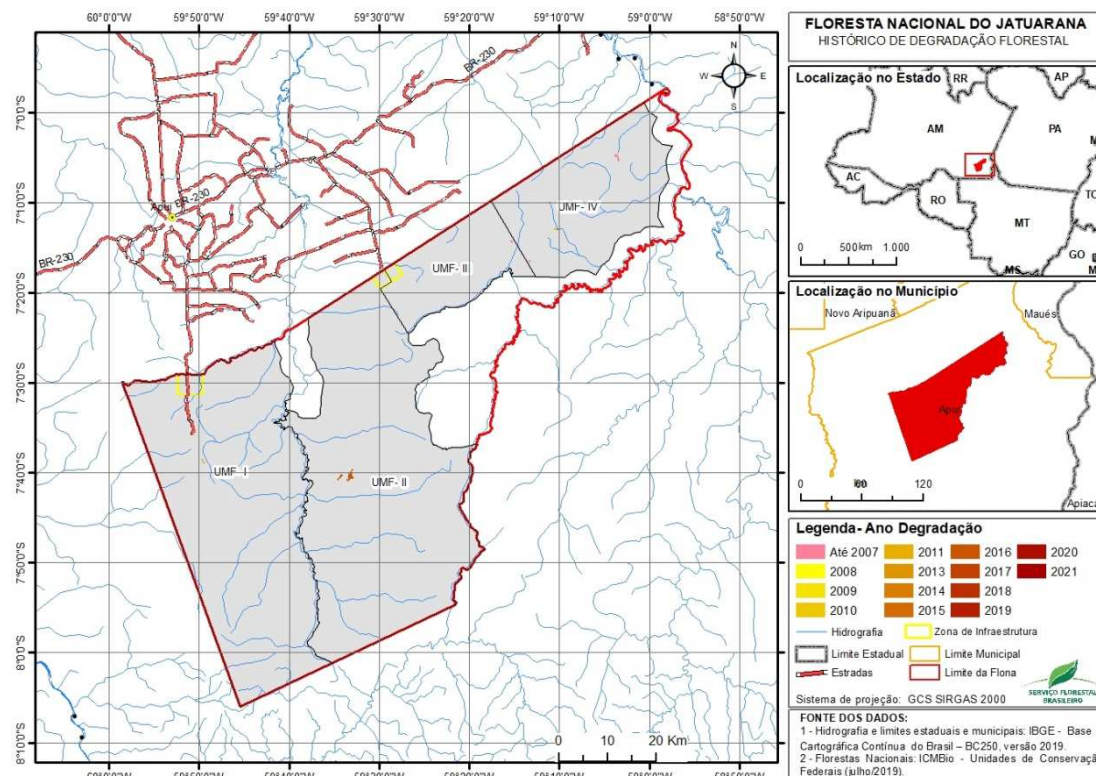 60°0'0"
59°50'0"
59°40'0"
59°30'0"
59°20'0"
59°10'0"
59°0'0"
58°50'0"
7°0'0"S
7°10'0"S
7°20'0"S
7°30'0"S
7°40'0"S
7°50'0"S
8°0'0"S
8°10'0"S
N
W
E
S
BR-230
BR-230
BR-230
Apuí
UMF- IV
UMF- II
UMF- I
UMF- II
0 10 20 Km
FLORESTA NACIONAL DO JATUARANA
HISTÓRICO DE DEGRADAÇÃO FLORESTAL
Localização no Estado
RR
AP
AM
PA
AC
RO
MT
TO
GO
MS
M
0 500 km 1.000
Localização no Município
Novo Aripuanã
Maués
Apuí
Apiacá
0 60 120
Legenda- Ano Degradação
Até 2007
2008
2009
2010
2011
2013
2014
2015
2016
2017
2018
2019
2020
2021
Hidrografia
Zona de Infraestrutura
Limite Estadual
Limite Municipal
Estradas
Limite da Flona
SERVIÇO FLORESTAL
BRASILEIRO
Sistema de projeção: GCS SIRGAS 2000
FONTE DOS DADOS:
1 - Hidrografia e limites estaduais e municipais: IBGE - Base
Cartográfica Contínua do Brasil – BC250, versão 2019.
2 - Florestas Nacionais: ICMBio - Unidades de Conservaçã
Federais (julho/2019).